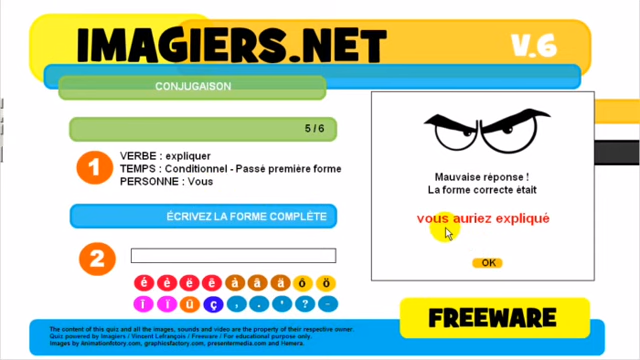 IMAGIERS.NET
V.6
CONJUGAISON
5 / 6
1
VERBE : expliquer
TEMPS : Conditionnel - Passé première forme
PERSONNE : Vous
ÉCRIVEZ LA FORME COMPLÈTE
2
Mauvaise réponse !
La forme correcte était
vous auriez expliqué
OK
FREEWARE
The content of this quiz and all the images, sounds and video are the property of their respective owner.
Quiz powered by Imagiers / Vincent Lefrançois / Freeware / For educational purpose only.
Images by Animationfctory.com, graphicsfactory.com, presentermedia.com and Hemera.